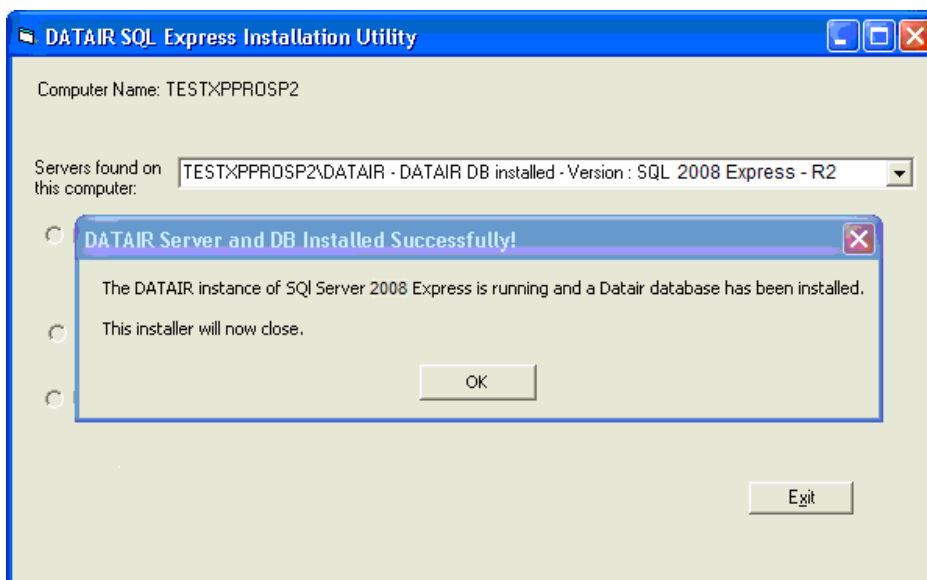 DATAIR SQL Express Installation Utility
Computer Name: TESTXPPROSP2
Servers found on
this computer:
TESTXPPROSP2\DATAIR - DATAIR DB installed - Version : SQL 2008 Express - R2
DATAIR Server and DB Installed Successfully!
The DATAIR instance of SQl Server 2008 Express is running and a Datair database has been installed.
This installer will now close.
OK
Exit